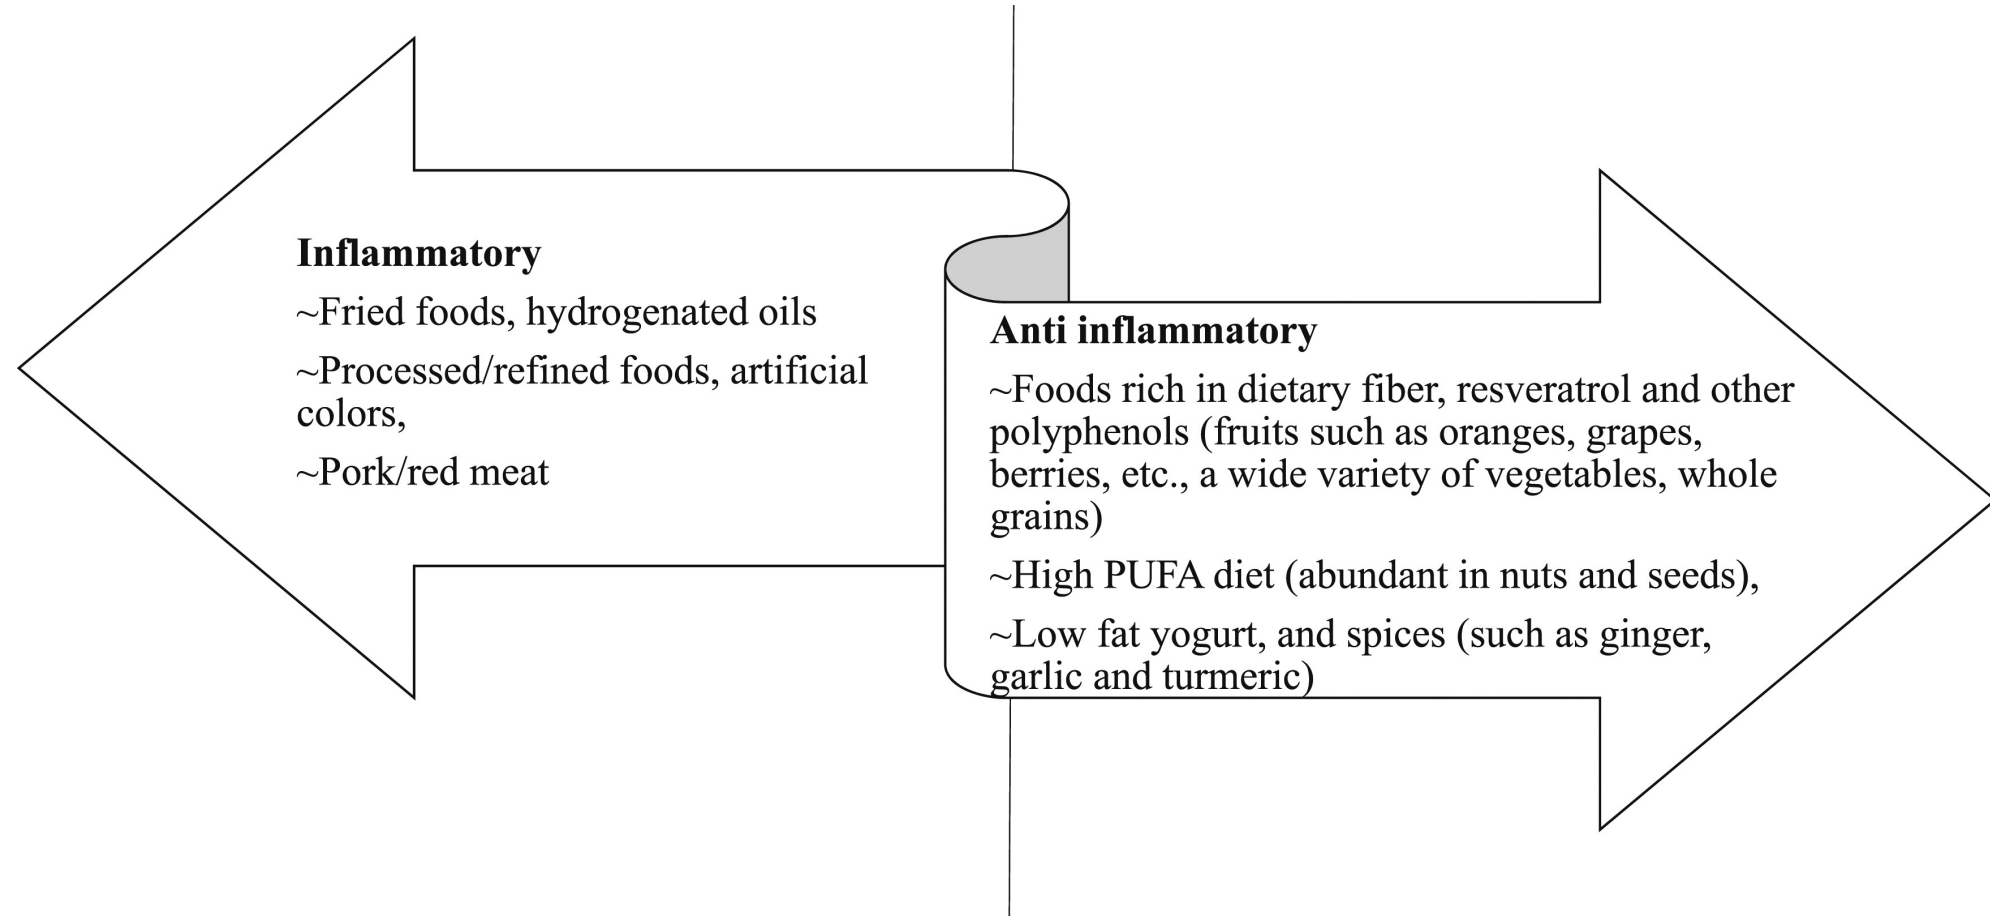 Inflammatory
~Fried foods, hydrogenated oils
~Processed/refined foods, artificial
colors,
~Pork/red meat
Anti inflammatory
~Foods rich in dietary fiber, resveratrol and other
polyphenols (fruits such as oranges, grapes,
berries, etc., a wide variety of vegetables, whole
grains)
~High PUFA diet (abundant in nuts and seeds),
~Low fat yogurt, and spices (such as ginger,
garlic and turmeric)